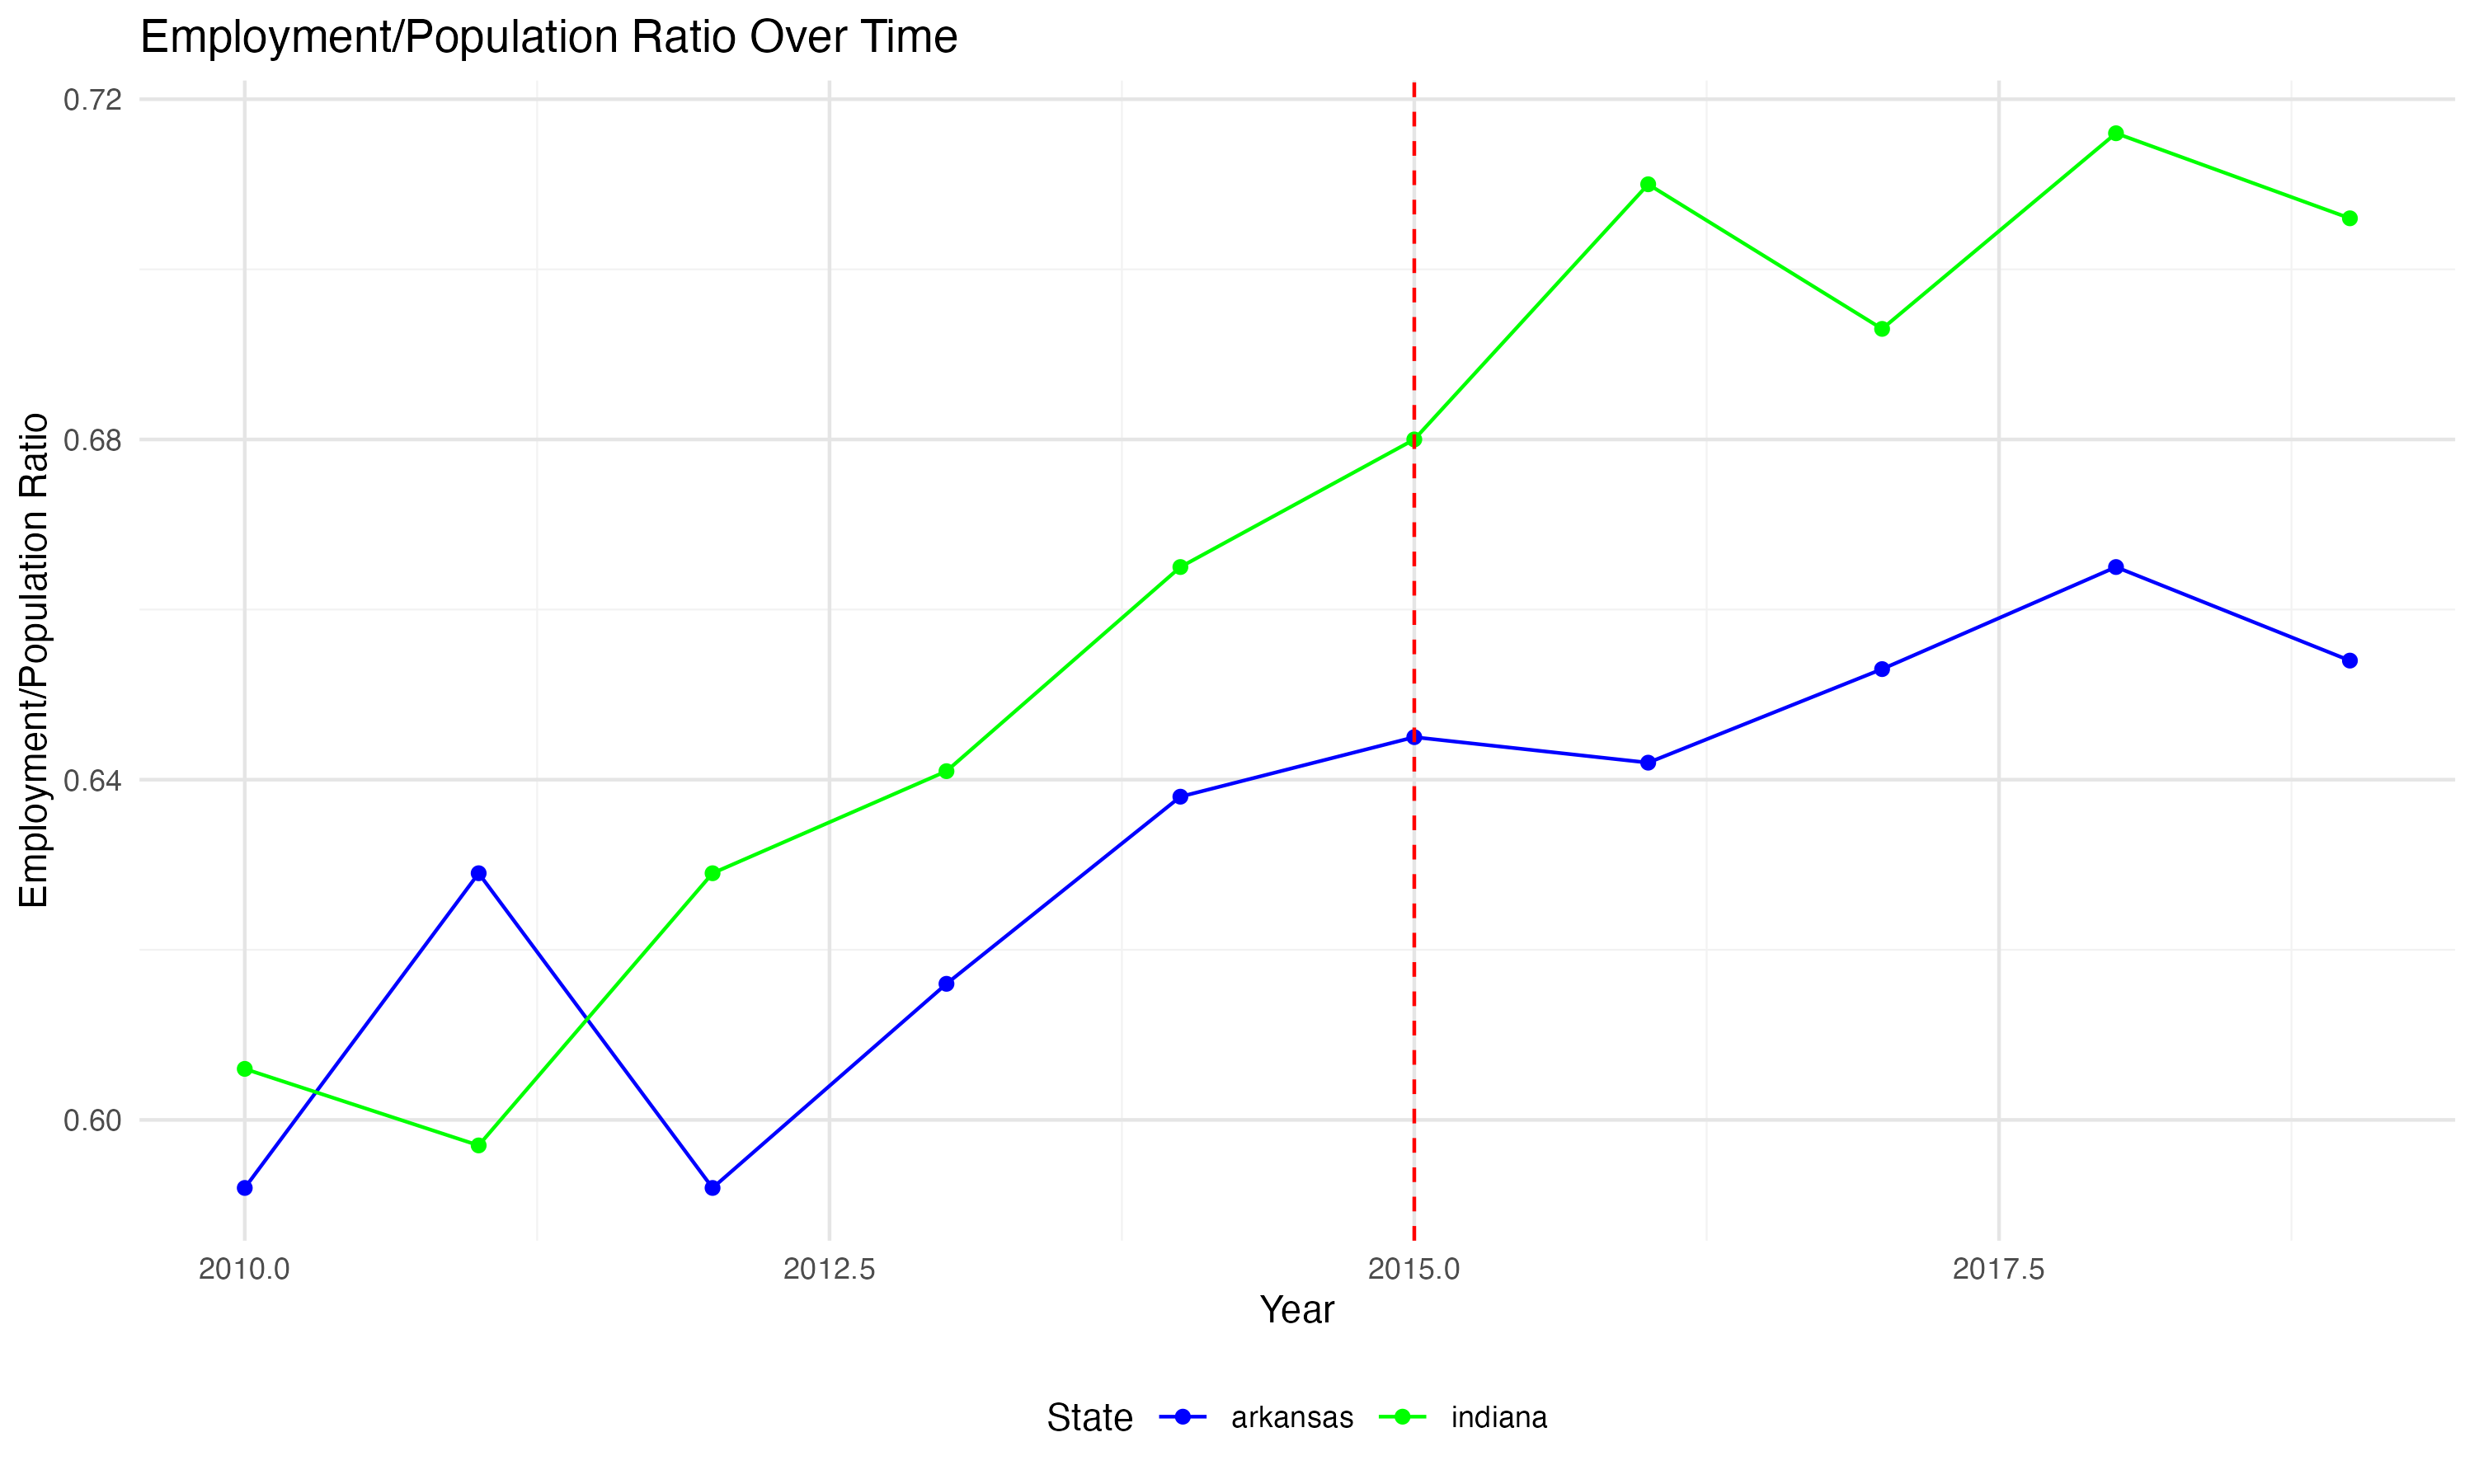 Employment/Population Ratio Over Time
Employment/Population Ratio
0.72
0.68
0.64
0.60
2010.0 2012.5 2015.0 2017.5
Year
State arkansas indiana